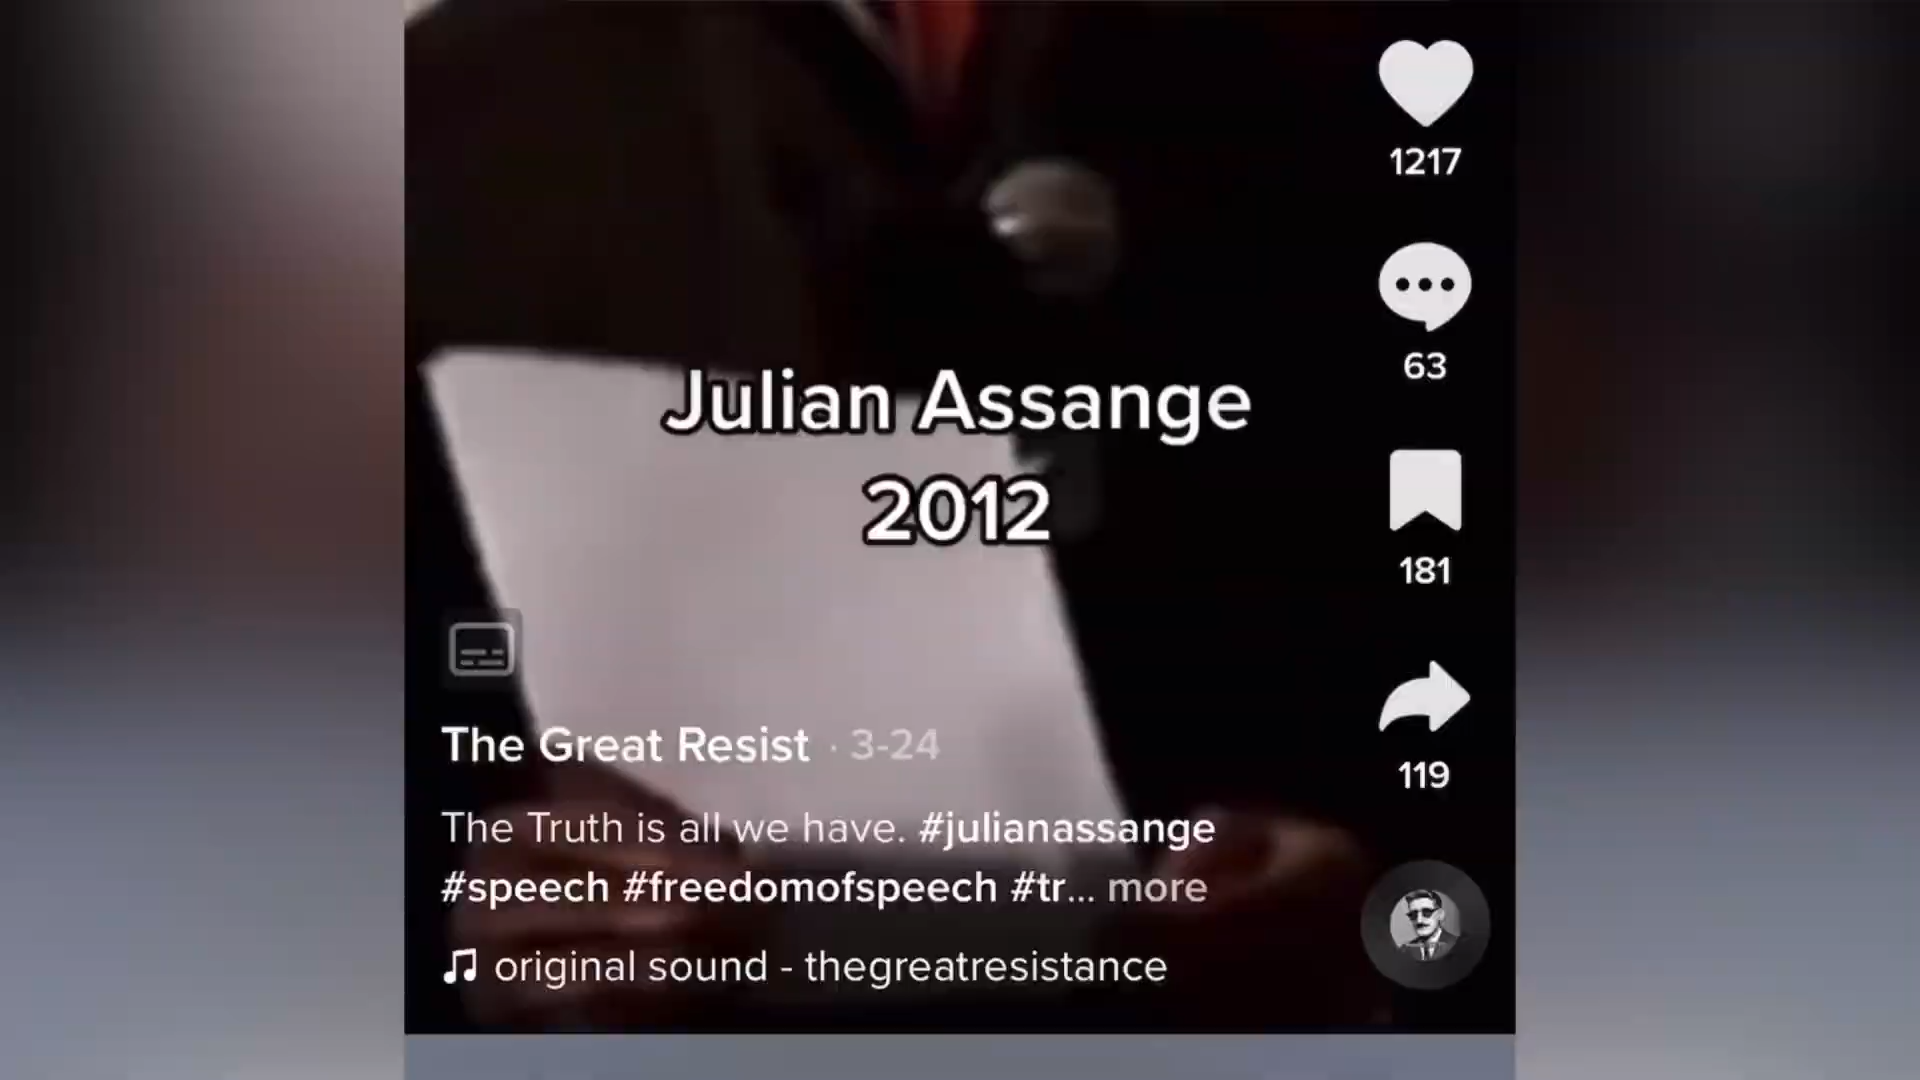 1217
63
Julian Assange
2012
181
The Great Resist · 3-24
119
The Truth is all we have. #julianassange
#speech #freedomofspeech #tr... more
original sound - thegreatresistance